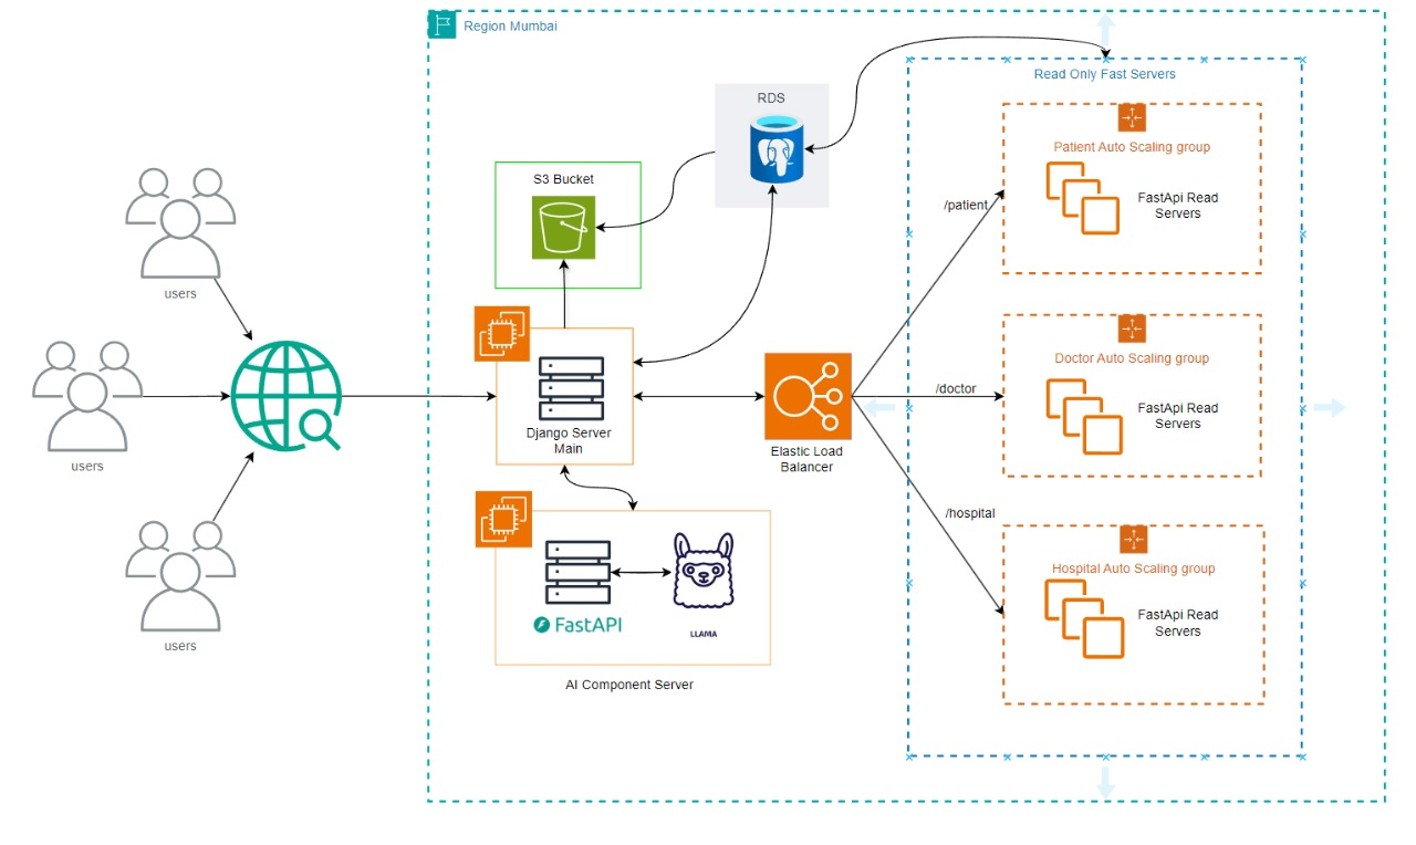 Region Mumbai
Read Only Fast Servers
RDS
Patient Auto Scaling group
FastApi Read
Servers
S3 Bucket
/patient
users
Doctor Auto Scaling group
FastApi Read
Servers
/doctor
Django Server
Main
Elastic Load
Balancer
users
/hospital
Hospital Auto Scaling group
FastApi Read
Servers
FastAPI
LLAMA
users
AI Component Server